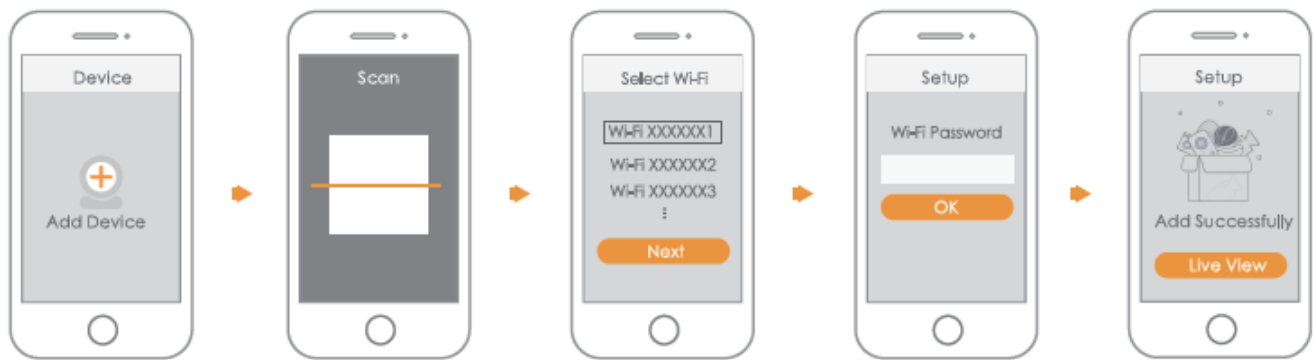 Device
Add Device
Scan
Select Wi-Fi
Wi-Fi XXXXXX1
Wi-Fi XXXXXX2
Wi-Fi XXXXXX3
Next
Setup
Wi-Fi Password
OK
Setup
Add Successfully
Live View